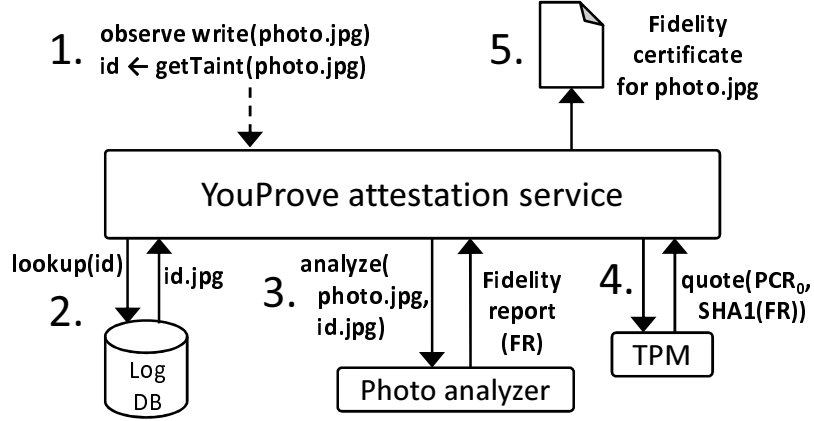 1.
observe write(photo.jpg)
id ← getTaint(photo.jpg)
5.
Fidelity
certificate
for photo.jpg
YouProve attestation service
lookup(id)
id.jpg
2.
Log
DB
3.
analyze(
photo.jpg,
id.jpg)
Fidelity
report
(FR)
Photo analyzer
4.
quote(PCR₀,
SHA1(FR))
TPM